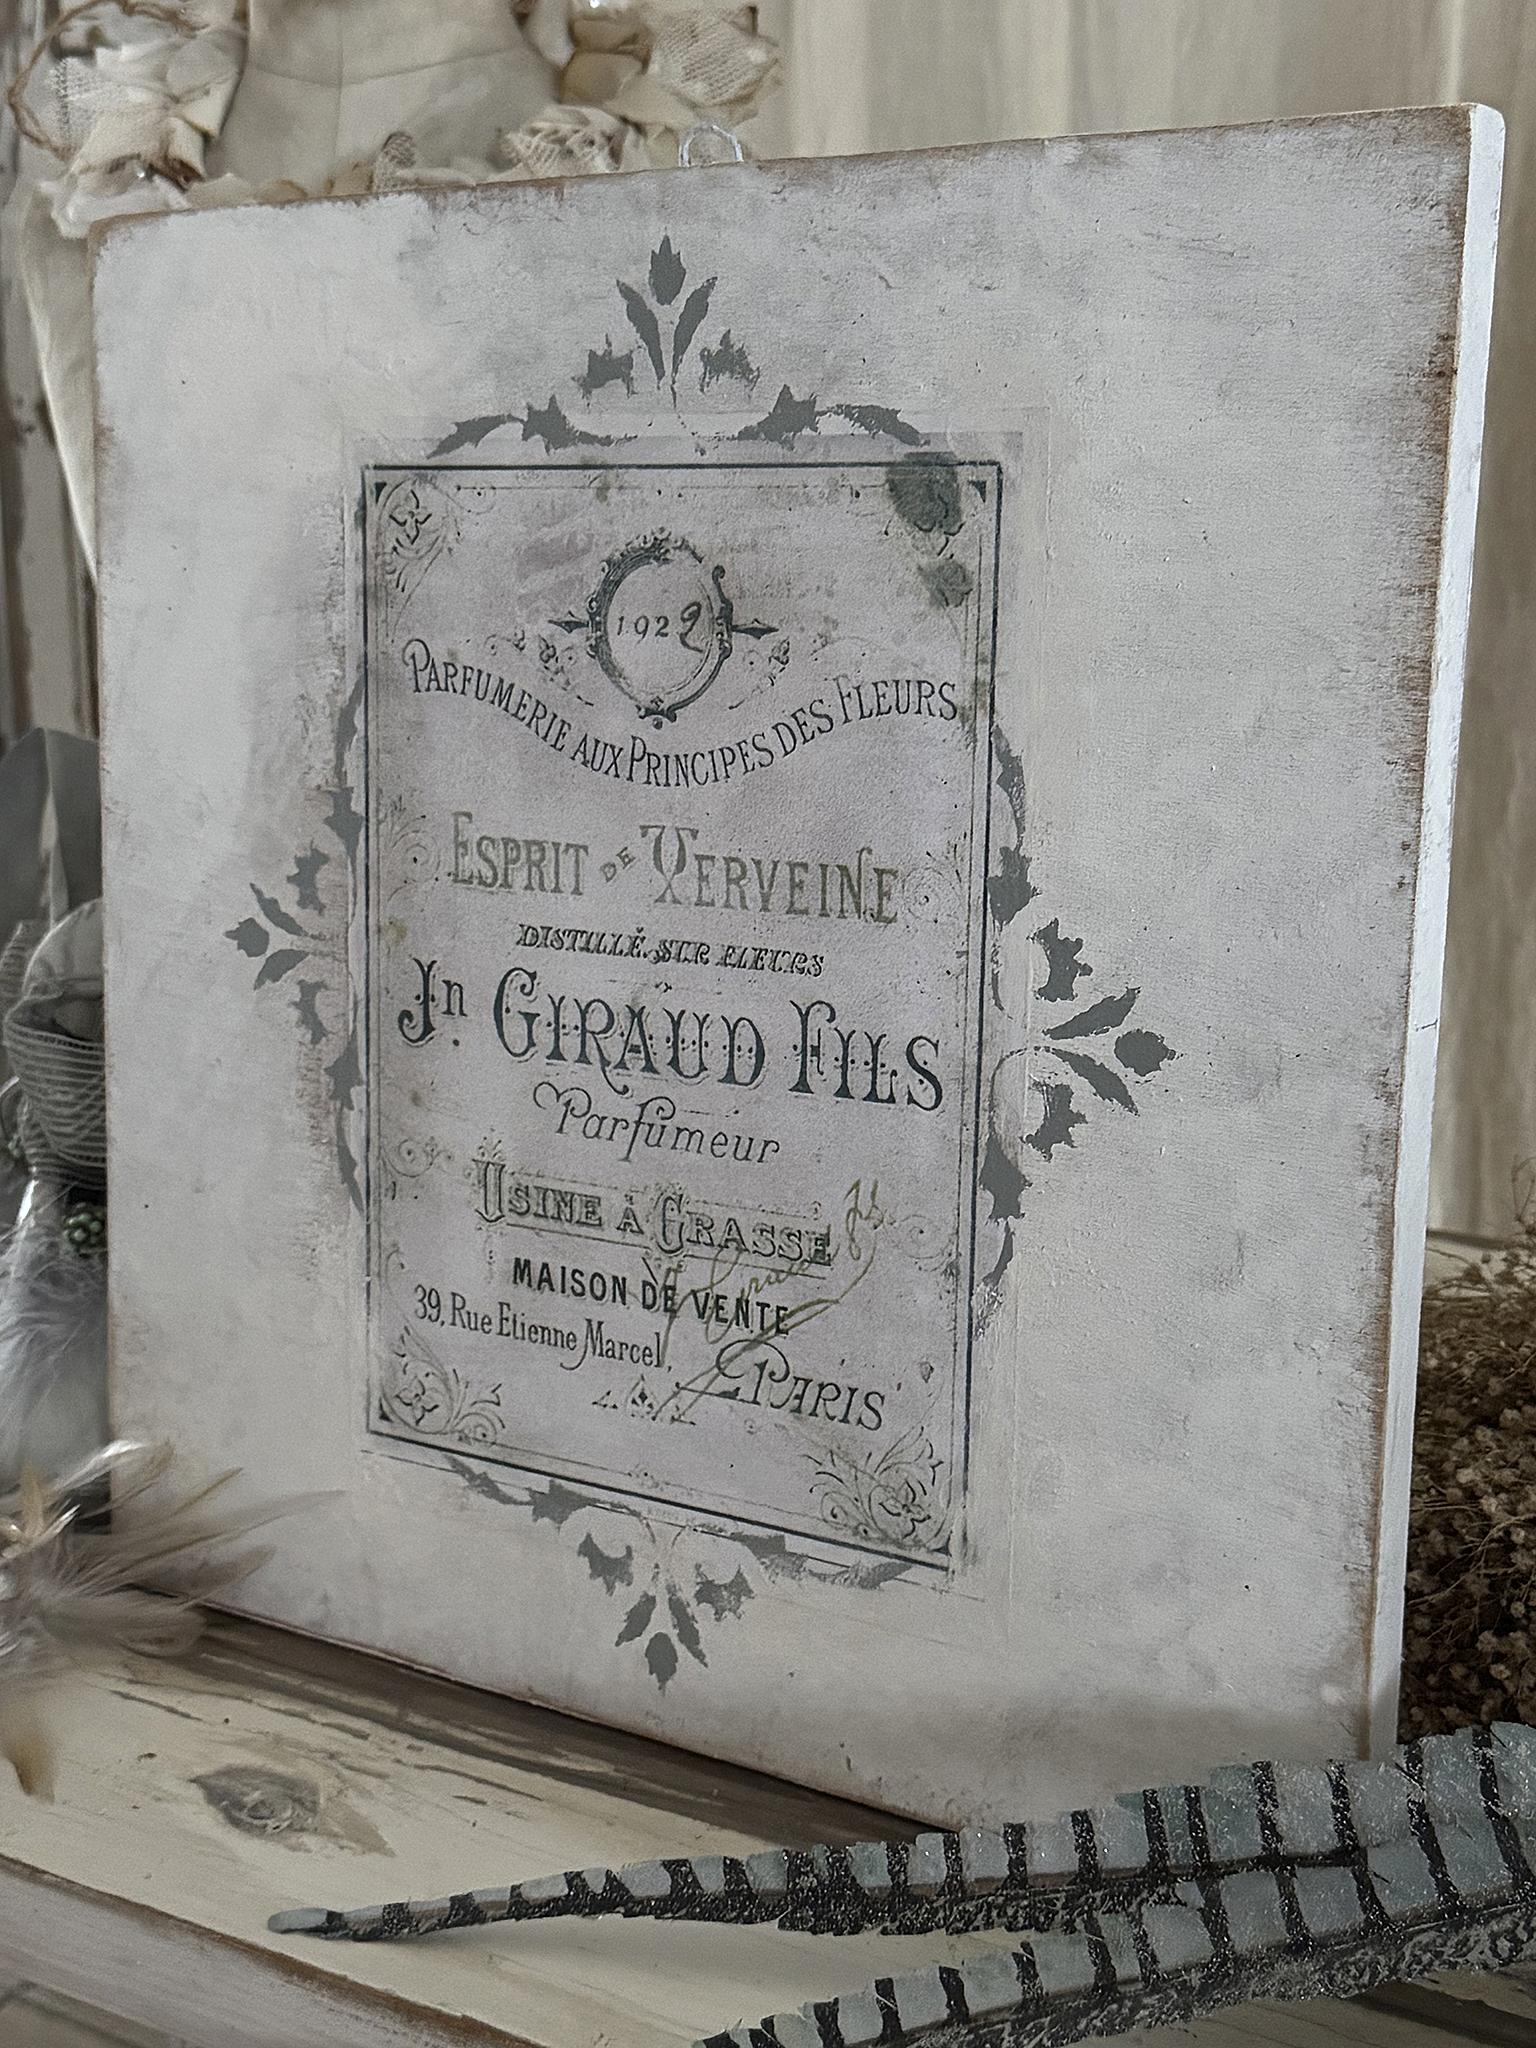 1922
PARFUMERIE AUX PRINCIPES DES FLEURS
ESPRIT DE VERVEINE
DISTILLÉ SUR FLEURS
Jn. GIRAUD FILS
Parfumeur
USINE À GRASSE
MAISON DE VENTE
39, Rue Etienne Marcel,
PARIS